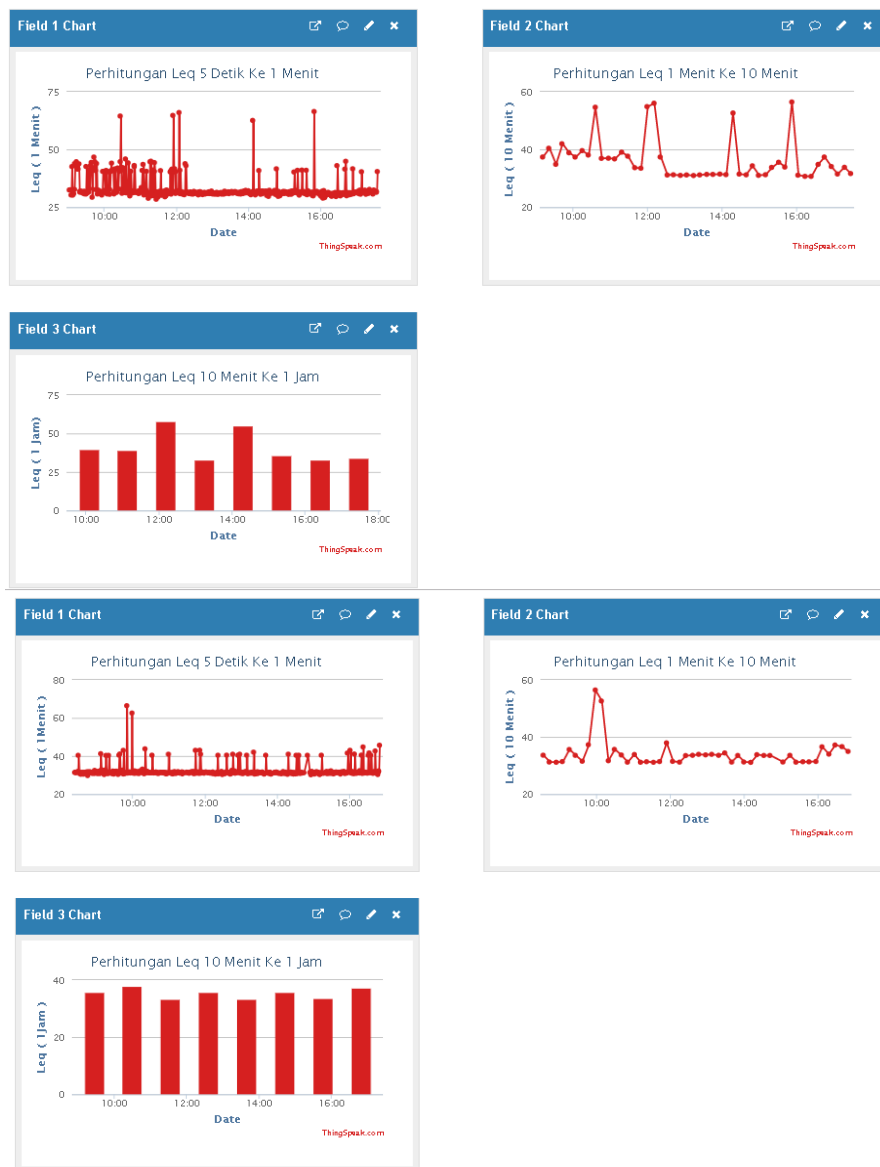 Field 1 Chart
Perhitungan Leq 5 Detik Ke 1 Menit
Leq ( 1 Menit )
75
50
25
10:00 12:00 14:00 16:00
Date
ThingSpeak.com
Field 2 Chart
Perhitungan Leq 1 Menit Ke 10 Menit
Leq ( 10 Menit )
60
40
20
10:00 12:00 14:00 16:00
Date
ThingSpeak.com
Field 3 Chart
Perhitungan Leq 10 Menit Ke 1 Jam
Leq ( 1 Jam)
75
50
25
0
10:00 12:00 14:00 16:00 18:00
Date
ThingSpeak.com
Field 1 Chart
Perhitungan Leq 5 Detik Ke 1 Menit
Leq ( 1Menit )
80
60
40
20
10:00 12:00 14:00 16:00
Date
ThingSpeak.com
Field 2 Chart
Perhitungan Leq 1 Menit Ke 10 Menit
Leq ( 10 Menit )
60
40
20
10:00 12:00 14:00 16:00
Date
ThingSpeak.com
Field 3 Chart
Perhitungan Leq 10 Menit Ke 1 Jam
Leq ( 1Jam )
40
20
0
10:00 12:00 14:00 16:00
Date
ThingSpeak.com